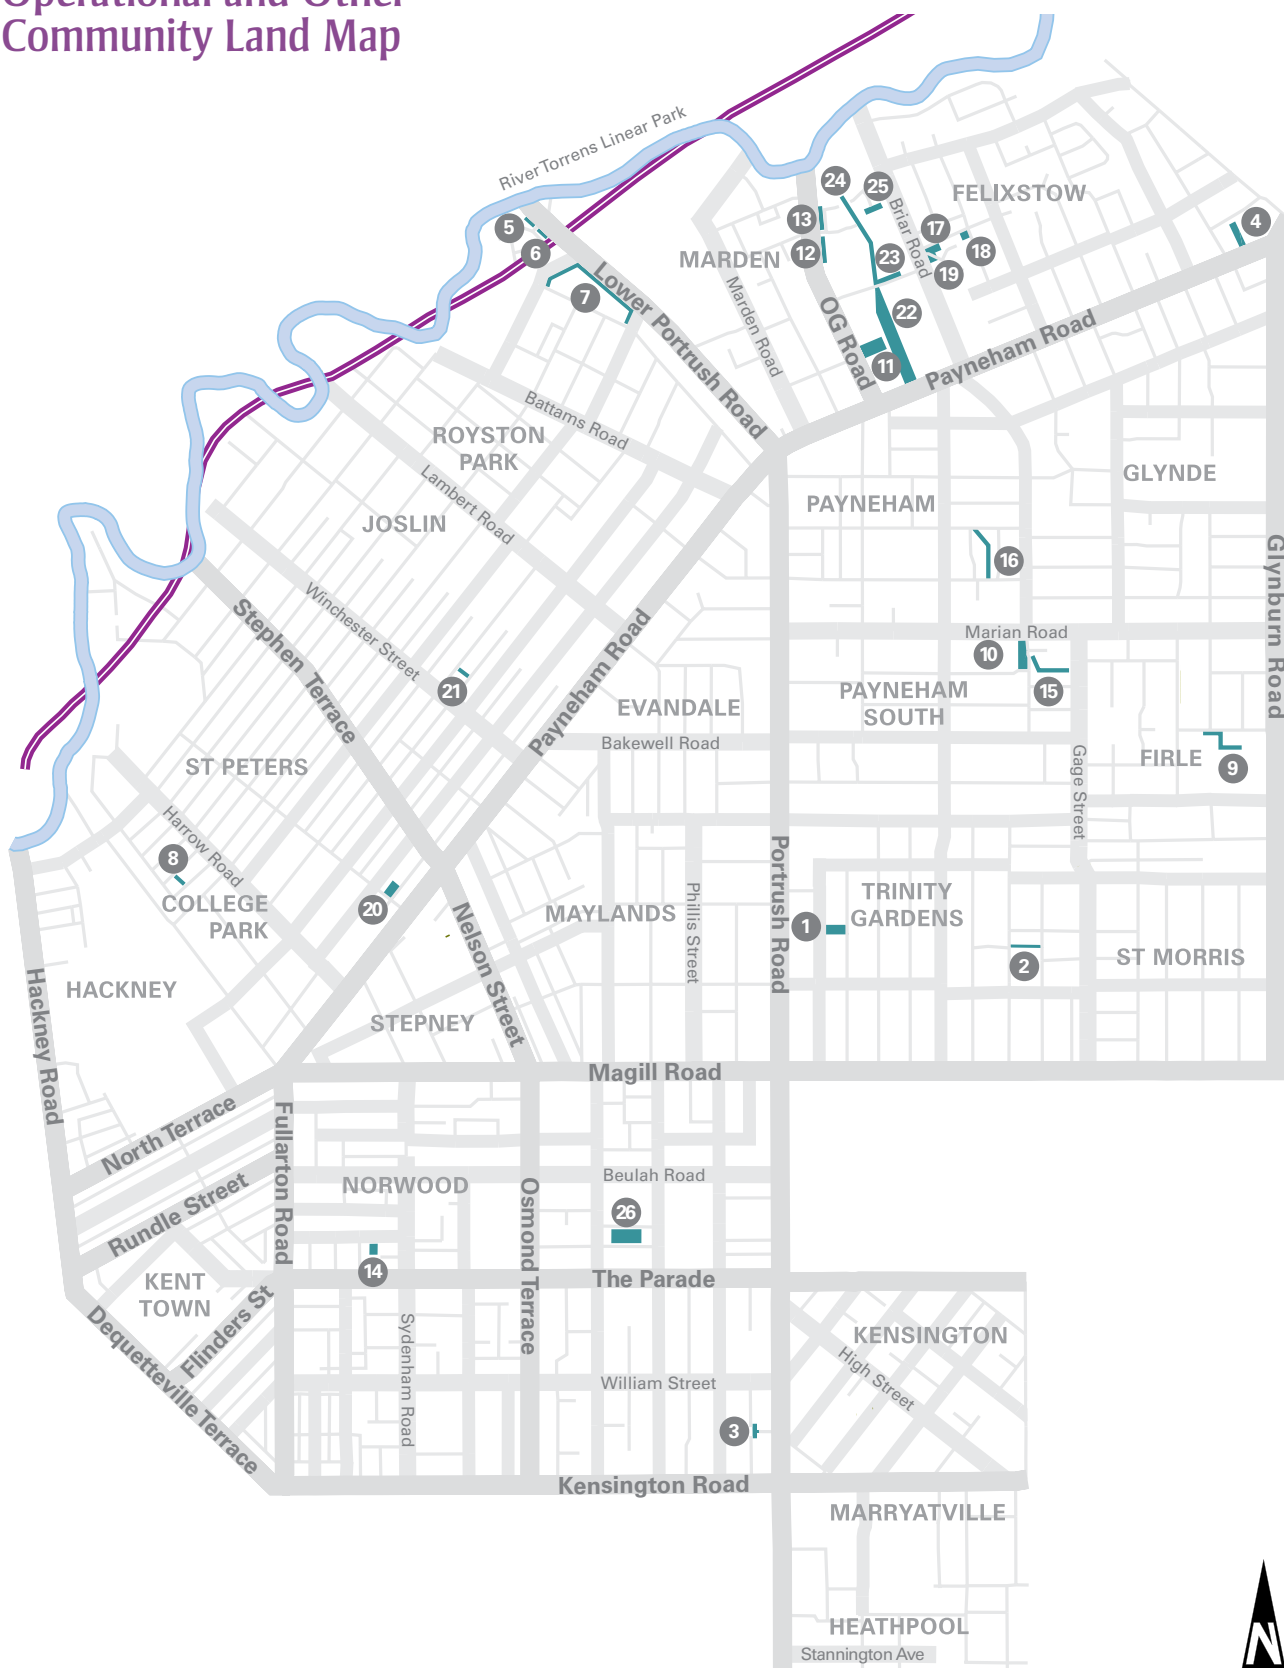 Operational and Other
Community Land Map
River Torrens Linear Park
24
25
FELIXSTOW
13
5
Briar Road
17
4
12
6
MARDEN
18
23
19
7
Lower Portrush Road
Marden Road
OG Road
22
11
Payneham Road
Battams Road
ROYSTON
PARK
Lambert Road
GLYNDE
PAYNEHAM
JOSLIN
16
Glynburn Road
Winchester Street
Stephen Terrace
Marian Road
10
15
21
Payneham Road
PAYNEHAM
SOUTH
EVANDALE
Bakewell Road
Gage Street
FIRLE
9
ST PETERS
Harrow Road
8
Portrush Road
TRINITY
GARDENS
COLLEGE
PARK
20
Nelson Street
MAYLANDS
Phillis Street
1
2
ST MORRIS
HACKNEY
Hackney Road
STEPNEY
Magill Road
North Terrace
Fullarton Road
Rundle Street
NORWOOD
Osmond Terrace
Beulah Road
26
14
The Parade
KENT
TOWN
Flinders St
Dequetteville Terrace
Sydenham Road
KENSINGTON
High Street
William Street
3
Kensington Road
MARRYATVILLE
HEATHPOOL
Stannington Ave
N